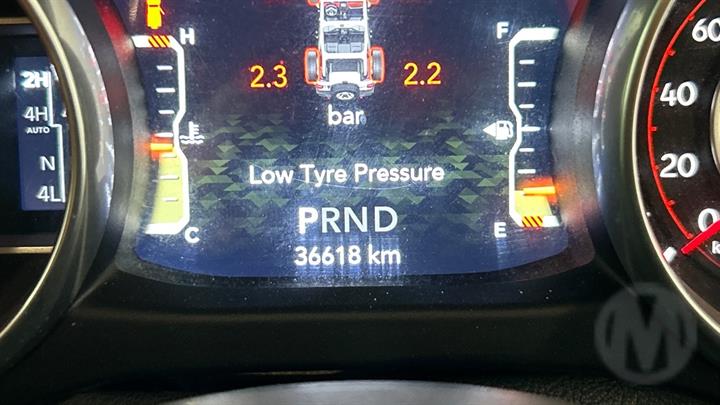 H
F
60
2.3
2.2
2H
40
bar
4H
AUTO
N
20
Low Tyre Pressure
4L
PRND
0
C
E
36618 km
M